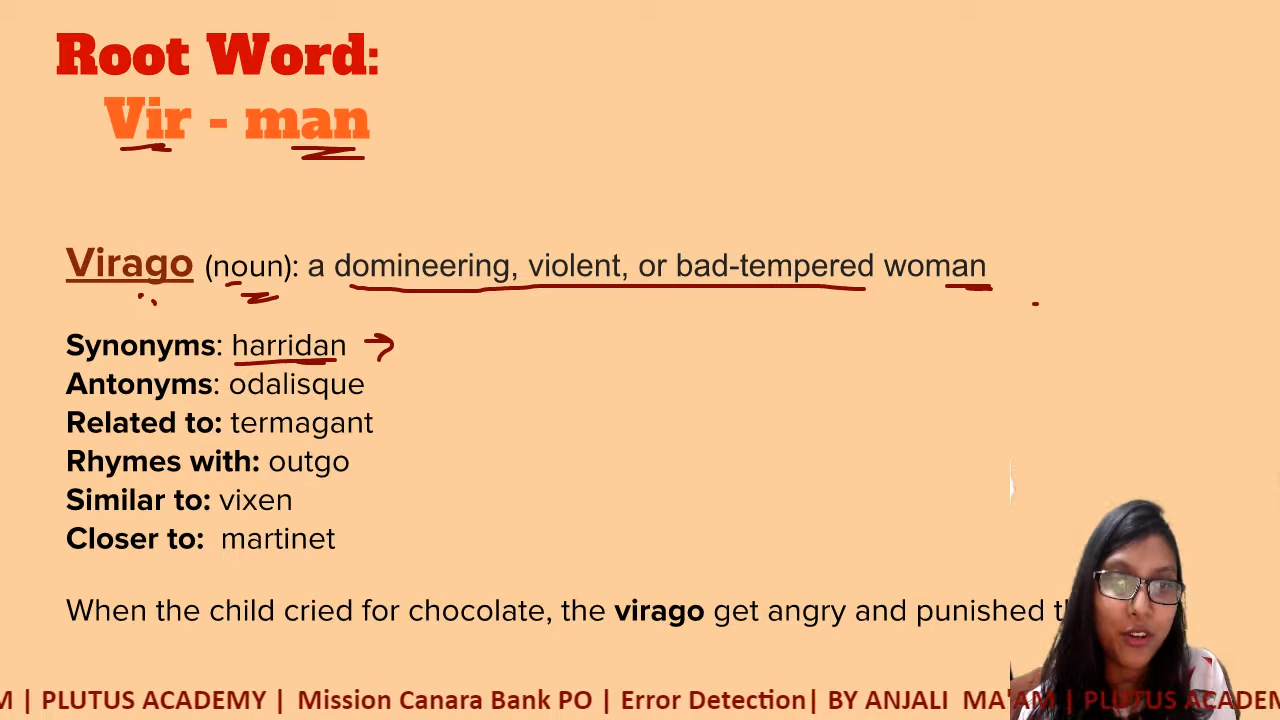 Root Word:
Vir - man
Virago (noun): a domineering, violent, or bad-tempered woman
Synonyms: harridan
Antonyms: odalisque
Related to: termagant
Rhymes with: outgo
Similar to: vixen
Closer to: martinet
When the child cried for chocolate, the virago get angry and punished
| PLUTUS ACADEMY | Mission Canara Bank PO | Error Detection| BY ANJALI MA'AM | PLUTUS